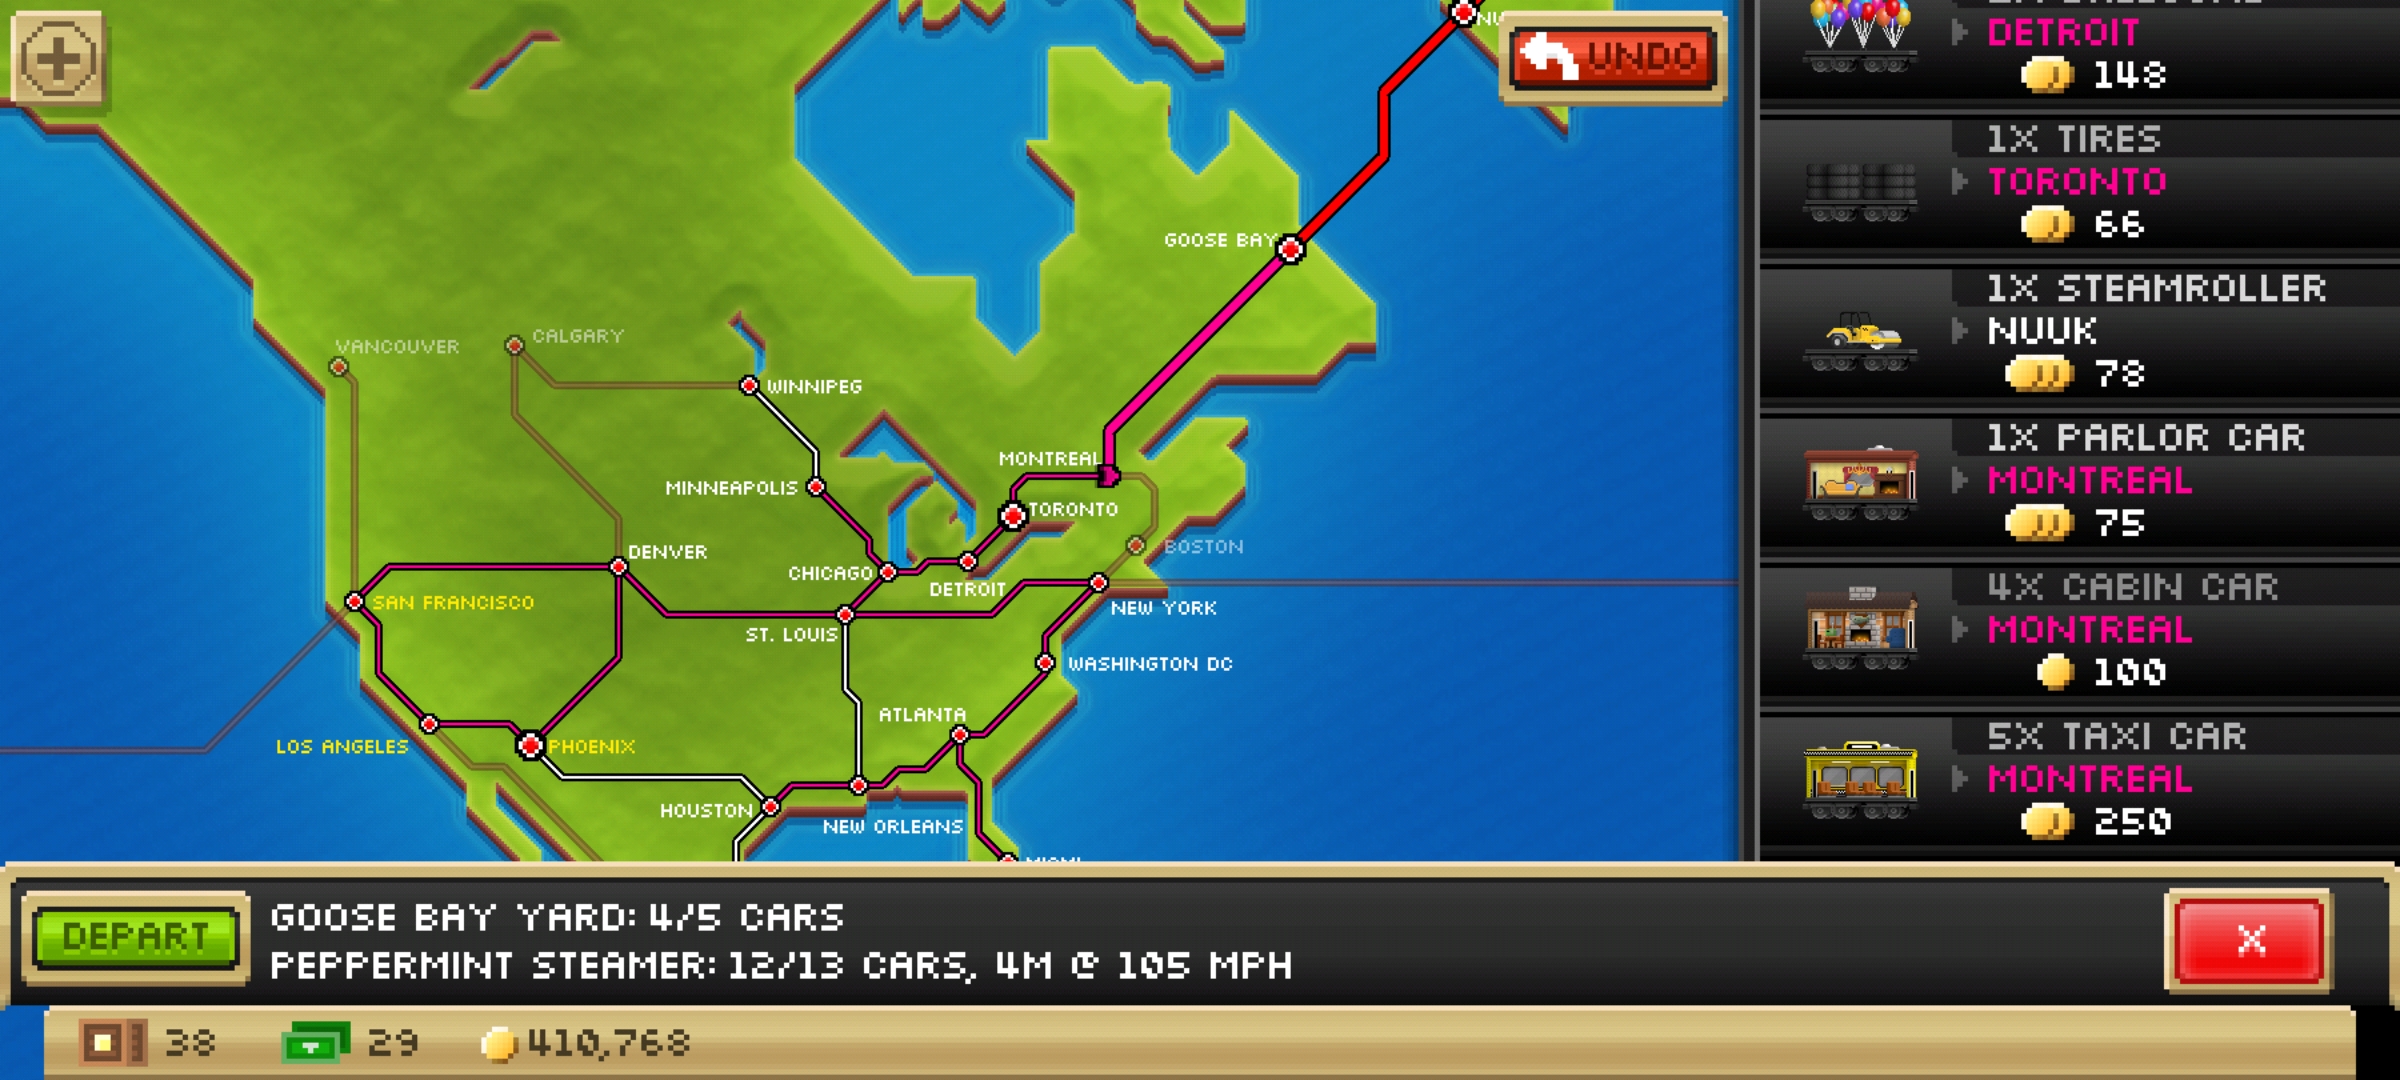 NU
UNDO
GOOSE BAY
VANCOUVER
CALGARY
WINNIPEG
MONTREAL
MINNEAPOLIS
TORONTO
DENVER
BOSTON
CHICAGO
DETROIT
SAN FRANCISCO
NEW YORK
ST. LOUIS
WASHINGTON DC
ATLANTA
LOS ANGELES
PHOENIX
HOUSTON
NEW ORLEANS
MIAMI
DETROIT
148
1X TIRES
TORONTO
66
1X STEAMROLLER
NUUK
78
1X PARLOR CAR
MONTREAL
75
4X CABIN CAR
MONTREAL
100
5X TAXI CAR
MONTREAL
250
DEPART
GOOSE BAY YARD: 4/5 CARS
PEPPERMINT STEAMER: 12/13 CARS, 4M @ 105 MPH
X
38
29
410,768